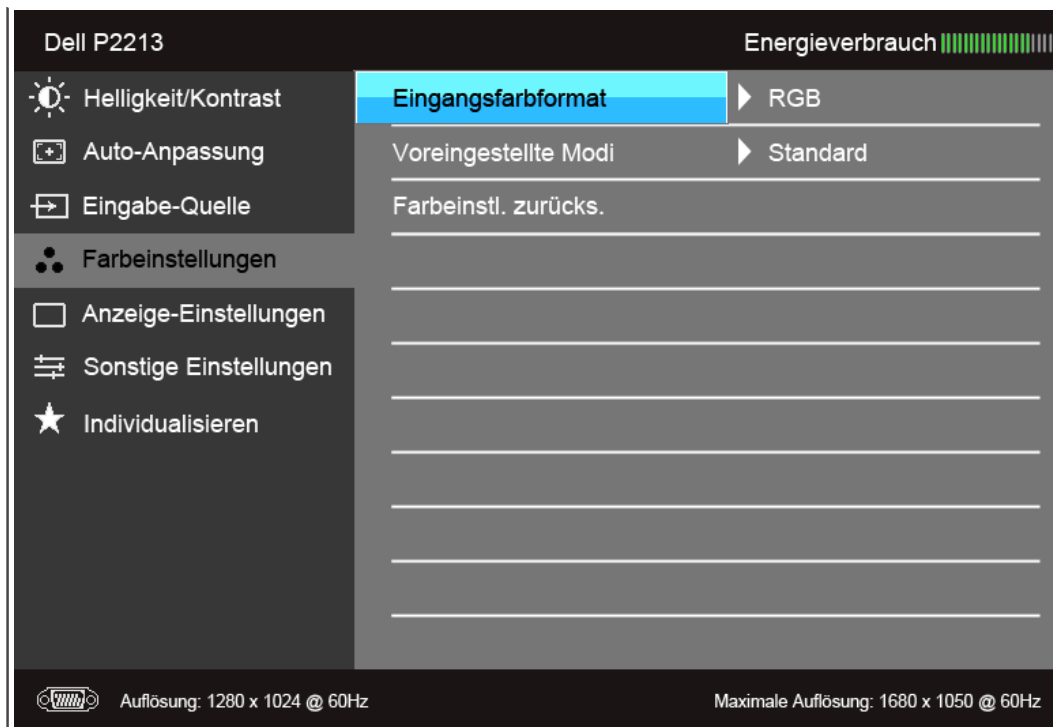 Dell P2213
Energieverbrauch
Helligkeit/Kontrast
Eingangsfarbformat
RGB
Auto-Anpassung
Voreingestellte Modi
Standard
Eingabe-Quelle
Farbeinstl. zurücks.
Farbeinstellungen
Anzeige-Einstellungen
Sonstige Einstellungen
Individualisieren
Auflösung: 1280 x 1024 @ 60Hz
Maximale Auflösung: 1680 x 1050 @ 60Hz